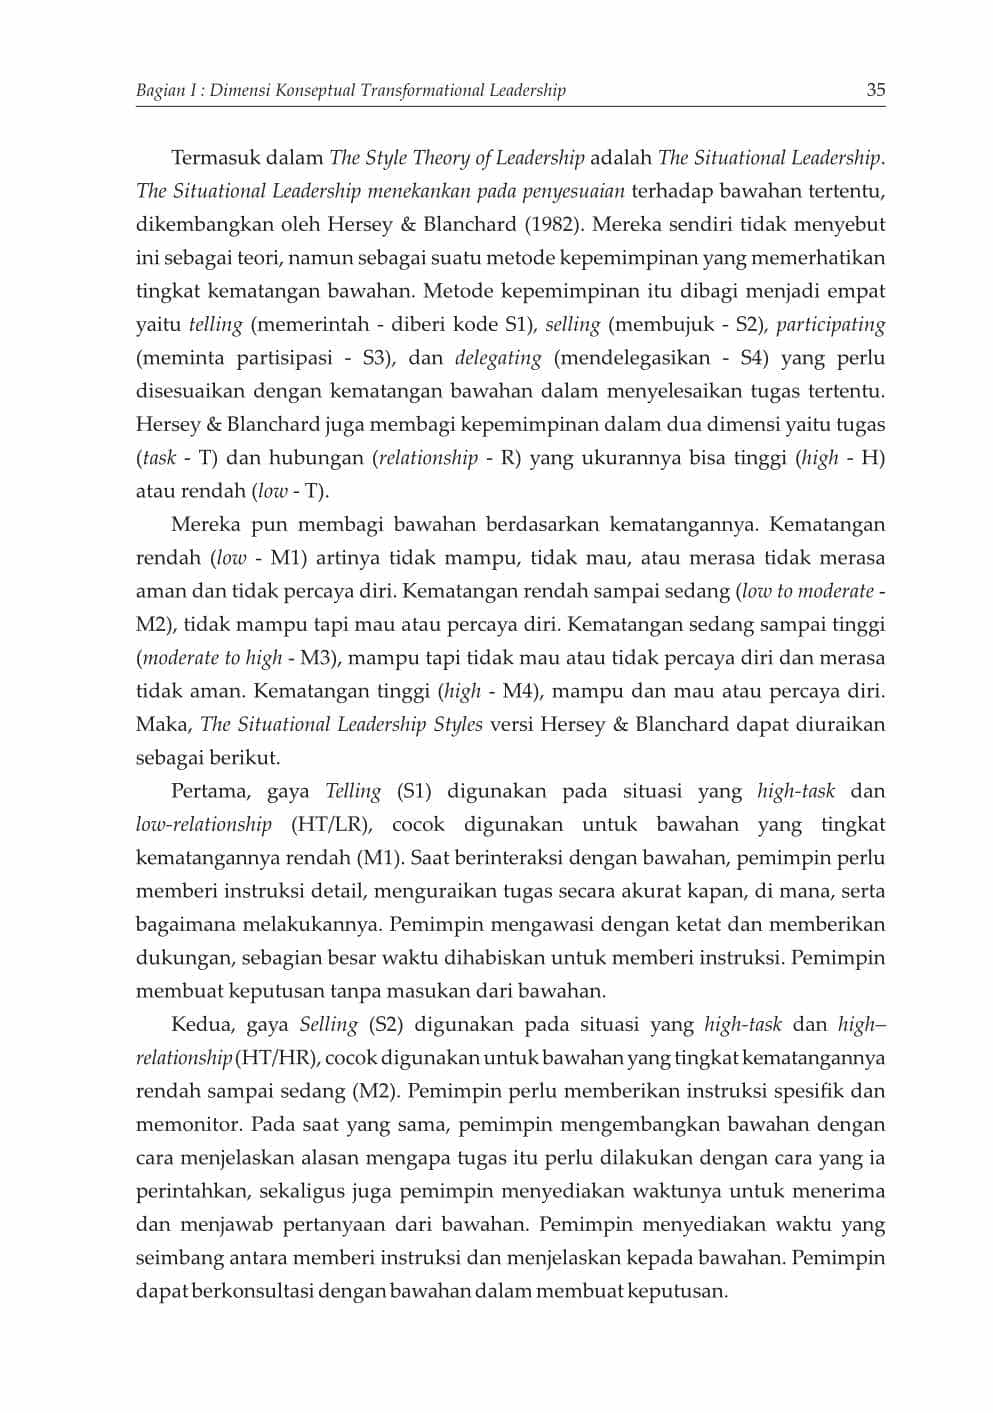 Bagian I : Dimensi Konseptual Transformational Leadership 35
Termasuk dalam The Style Theory of Leadership adalah The Situational Leadership.
The Situational Leadership menekankan pada penyesuaian terhadap bawahan tertentu,
dikembangkan oleh Hersey & Blanchard (1982). Mereka sendiri tidak menyebut
ini sebagai teori, namun sebagai suatu metode kepemimpinan yang memerhatikan
tingkat kematangan bawahan. Metode kepemimpinan itu dibagi menjadi empat
yaitu telling (memerintah - diberi kode S1), selling (membujuk - S2), participating
(meminta partisipasi - S3), dan delegating (mendelegasikan - S4) yang perlu
disesuaikan dengan kematangan bawahan dalam menyelesaikan tugas tertentu.
Hersey & Blanchard juga membagi kepemimpinan dalam dua dimensi yaitu tugas
(task - T) dan hubungan (relationship - R) yang ukurannya bisa tinggi (high - H)
atau rendah (low - T).
Mereka pun membagi bawahan berdasarkan kematangannya. Kematangan
rendah (low - M1) artinya tidak mampu, tidak mau, atau merasa tidak merasa
aman dan tidak percaya diri. Kematangan rendah sampai sedang (low to moderate -
M2), tidak mampu tapi mau atau percaya diri. Kematangan sedang sampai tinggi
(moderate to high - M3), mampu tapi tidak mau atau tidak percaya diri dan merasa
tidak aman. Kematangan tinggi (high - M4), mampu dan mau atau percaya diri.
Maka, The Situational Leadership Styles versi Hersey & Blanchard dapat diuraikan
sebagai berikut.
Pertama, gaya Telling (S1) digunakan pada situasi yang high-task dan
low-relationship (HT/LR), cocok digunakan untuk bawahan yang tingkat
kematangannya rendah (M1). Saat berinteraksi dengan bawahan, pemimpin perlu
memberi instruksi detail, menguraikan tugas secara akurat kapan, di mana, serta
bagaimana melakukannya. Pemimpin mengawasi dengan ketat dan memberikan
dukungan, sebagian besar waktu dihabiskan untuk memberi instruksi. Pemimpin
membuat keputusan tanpa masukan dari bawahan.
Kedua, gaya Selling (S2) digunakan pada situasi yang high-task dan high–
relationship (HT/HR), cocok digunakan untuk bawahan yang tingkat kematangannya
rendah sampai sedang (M2). Pemimpin perlu memberikan instruksi spesifik dan
memonitor. Pada saat yang sama, pemimpin mengembangkan bawahan dengan
cara menjelaskan alasan mengapa tugas itu perlu dilakukan dengan cara yang ia
perintahkan, sekaligus juga pemimpin menyediakan waktunya untuk menerima
dan menjawab pertanyaan dari bawahan. Pemimpin menyediakan waktu yang
seimbang antara memberi instruksi dan menjelaskan kepada bawahan. Pemimpin
dapat berkonsultasi dengan bawahan dalam membuat keputusan.